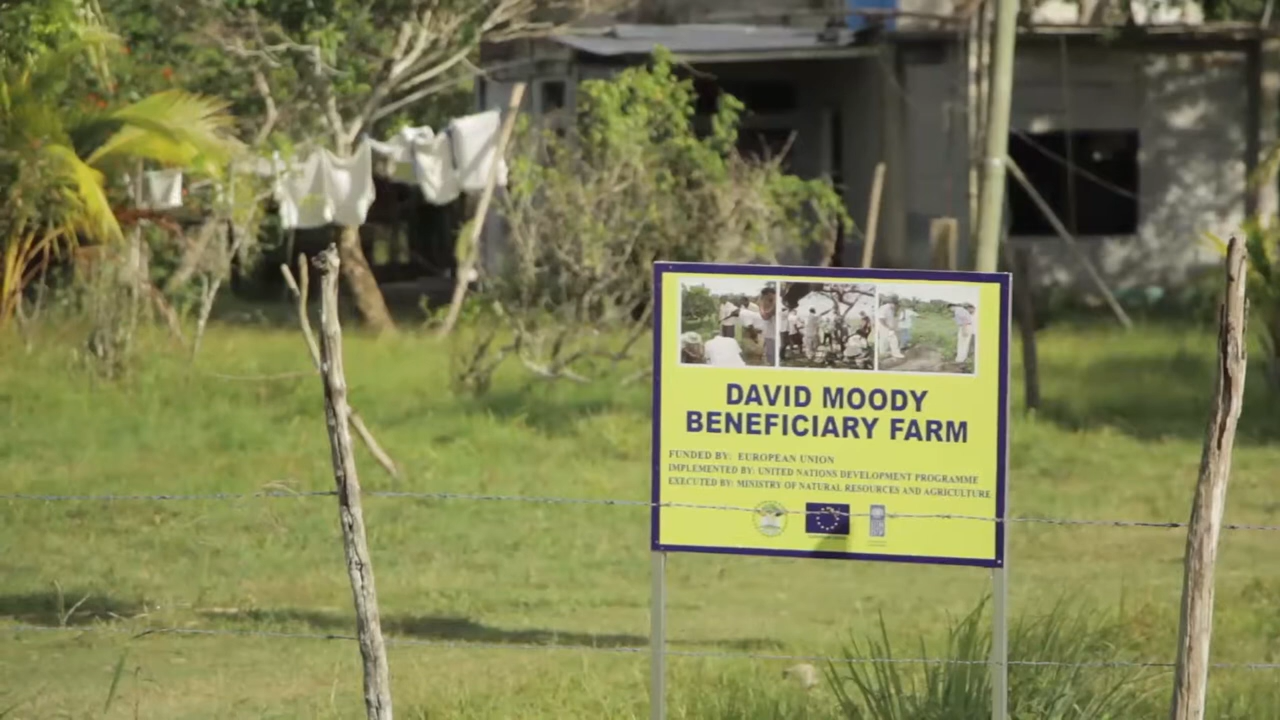 DAVID MOODY
BENEFICIARY FARM
FUNDED BY: EUROPEAN UNION
IMPLEMENTED BY: UNITED NATIONS DEVELOPMENT PROGRAMME
EXECUTED BY: MINISTRY OF NATURAL RESOURCES AND AGRICULTURE